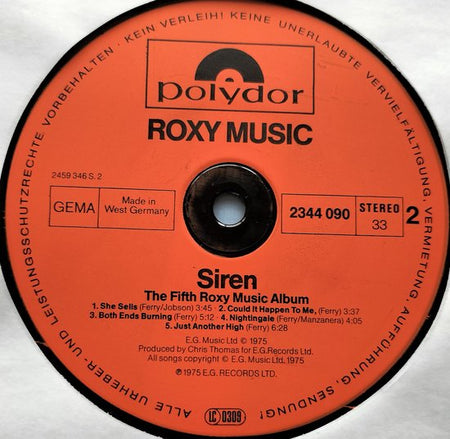 ALLE URHEBER- UND LEISTUNGSSCHUTZRECHTE VORBEHALTEN · KEIN VERLEIH! KEINE UNERLAUBTE VERVIELFÄLTIGUNG, VERMIETUNG, AUFFÜHRUNG, SENDUNG!
polydor
ROXY MUSIC
2459 346 S. 2
GEMA
Made in
West Germany
2344 090
STEREO
33
2
Siren
The Fifth Roxy Music Album
1. She Sells (Ferry/Jobson) 3:45 · 2. Could It Happen To Me, (Ferry) 3:37
3. Both Ends Burning (Ferry) 5:12 · 4. Nightingale (Ferry/Manzanera) 4:05
5. Just Another High (Ferry) 6:28
E.G. Music Ltd © 1975
Produced by Chris Thomas for E.G. Records Ltd.
All songs copyright © E.G. Music Ltd, 1975
℗ 1975 E.G. RECORDS LTD.
LC 0309